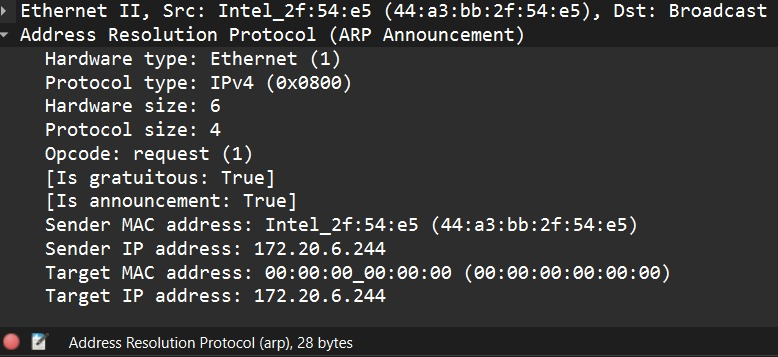 Ethernet II, Src: Intel_2f:54:e5 (44:a3:bb:2f:54:e5), Dst: Broadcast
Address Resolution Protocol (ARP Announcement)
Hardware type: Ethernet (1)
Protocol type: IPv4 (0x0800)
Hardware size: 6
Protocol size: 4
Opcode: request (1)
[Is gratuitous: True]
[Is announcement: True]
Sender MAC address: Intel_2f:54:e5 (44:a3:bb:2f:54:e5)
Sender IP address: 172.20.6.244
Target MAC address: 00:00:00_00:00:00 (00:00:00:00:00:00)
Target IP address: 172.20.6.244
Address Resolution Protocol (arp), 28 bytes